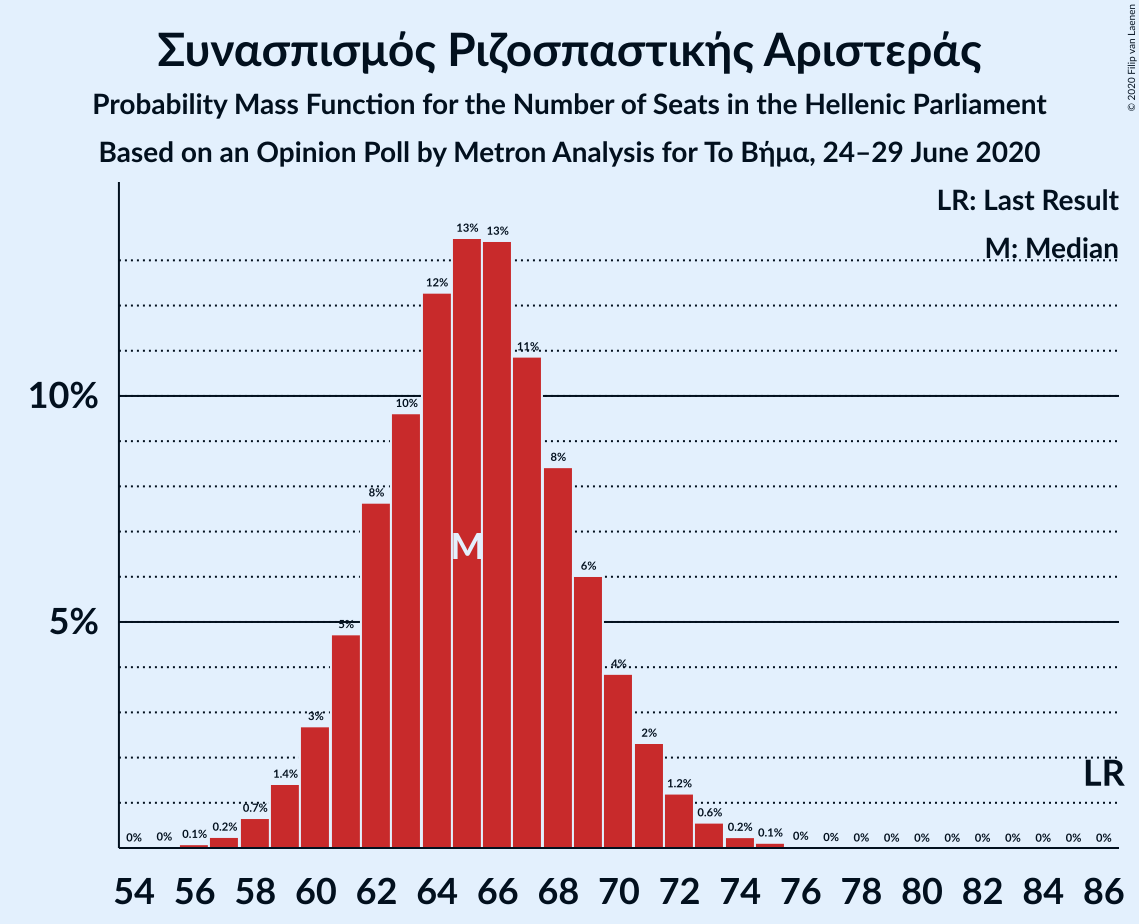 © 2020 Filip van Laenen
Συνασπισμός Ριζοσπαστικής Αριστεράς
Probability Mass Function for the Number of Seats in the Hellenic Parliament
Based on an Opinion Poll by Metron Analysis for Το Βήμα, 24–29 June 2020
LR: Last Result
M: Median
10%
5%
0% 0% 0.1% 0.2% 0.7% 1.4% 3% 5% 8% 10% 12% 13% 13% 11% 8% 6% 4% 2% 1.2% 0.6% 0.2% 0.1% 0% 0% 0% 0% 0% 0% 0% 0% 0% 0% 0%
M
LR
54 56 58 60 62 64 66 68 70 72 74 76 78 80 82 84 86